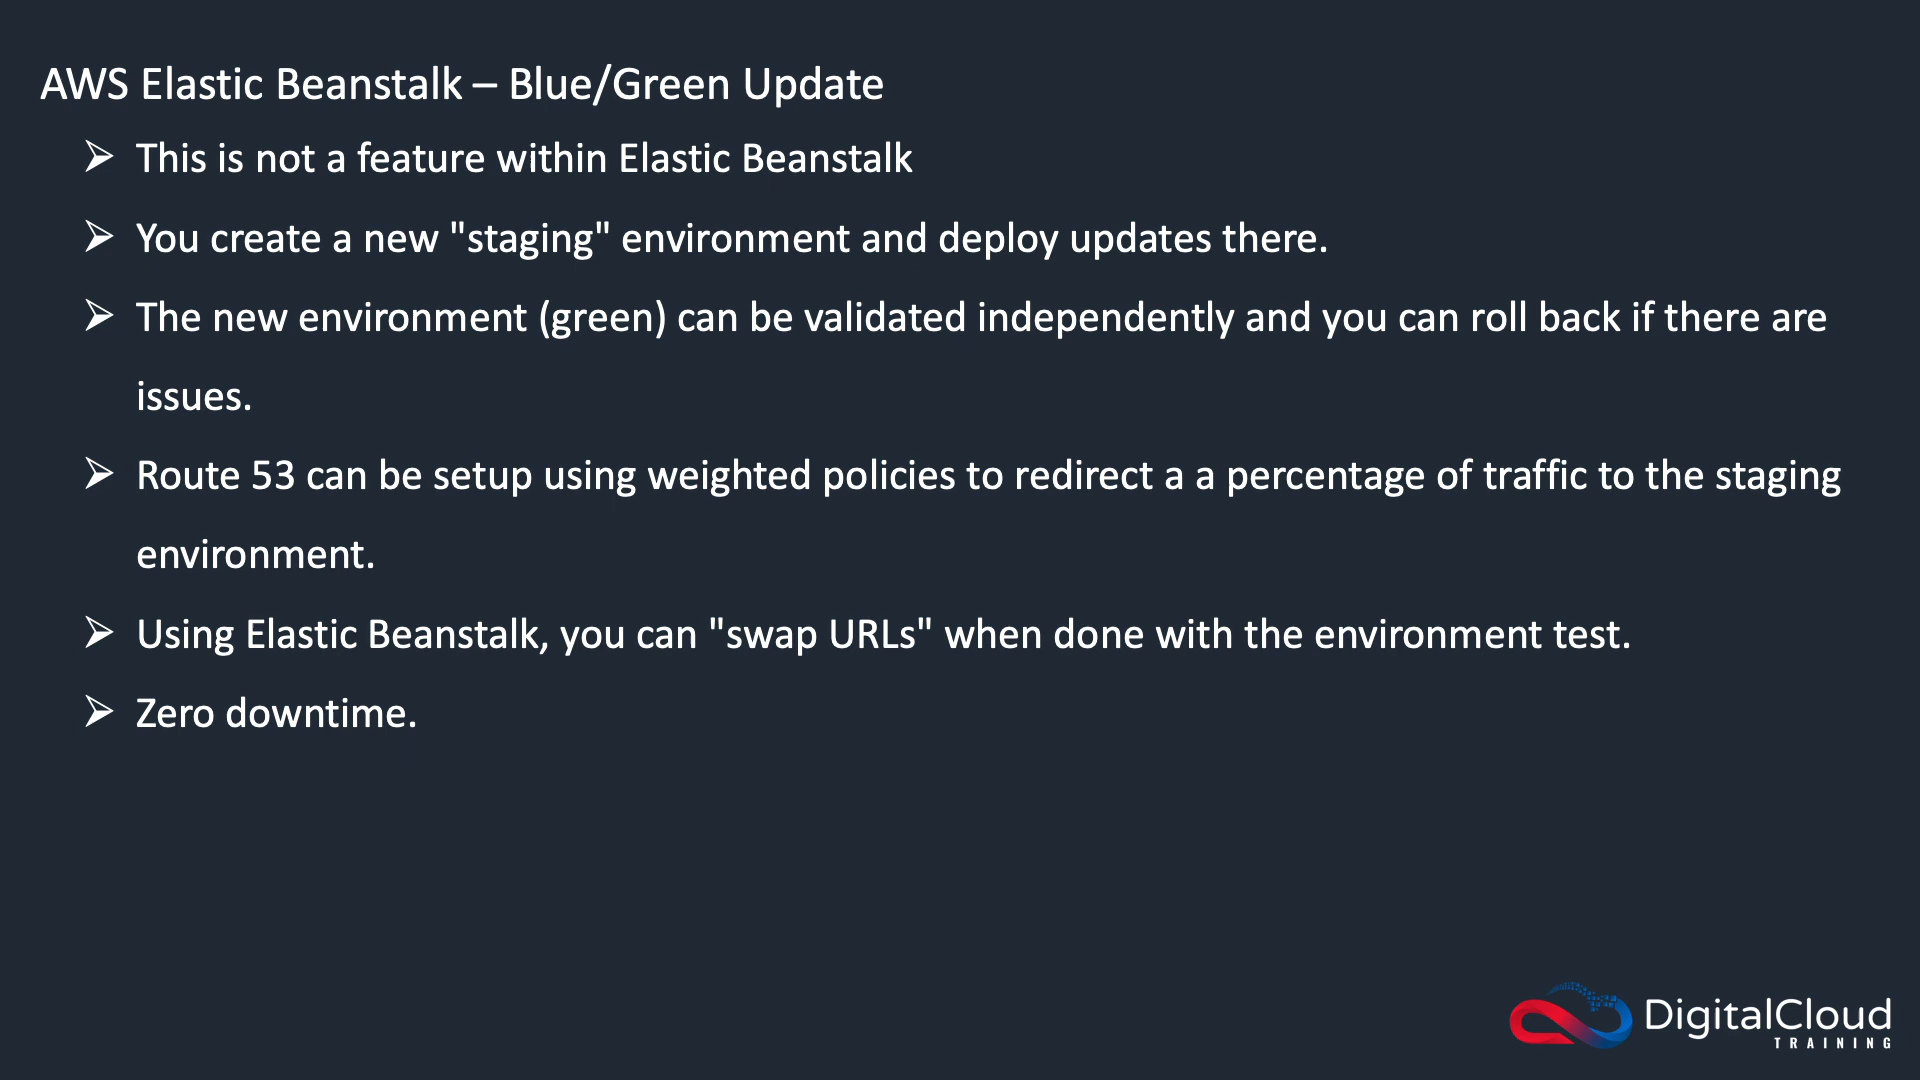 AWS Elastic Beanstalk – Blue/Green Update
➢ This is not a feature within Elastic Beanstalk
➢ You create a new "staging" environment and deploy updates there.
➢ The new environment (green) can be validated independently and you can roll back if there are
issues.
➢ Route 53 can be setup using weighted policies to redirect a a percentage of traffic to the staging
environment.
➢ Using Elastic Beanstalk, you can "swap URLs" when done with the environment test.
➢ Zero downtime.
DigitalCloud
TRAINING